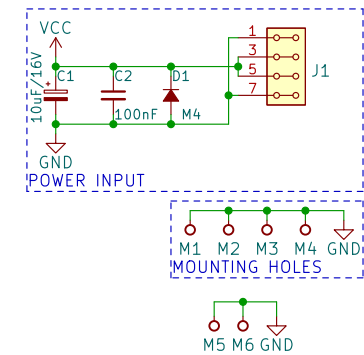 VCC
1
3
5
7
J1
10uF/16V
+
C1
C2
D1
100nF
M4
GND
POWER INPUT
M1 M2 M3 M4 GND
MOUNTING HOLES
M5 M6 GND